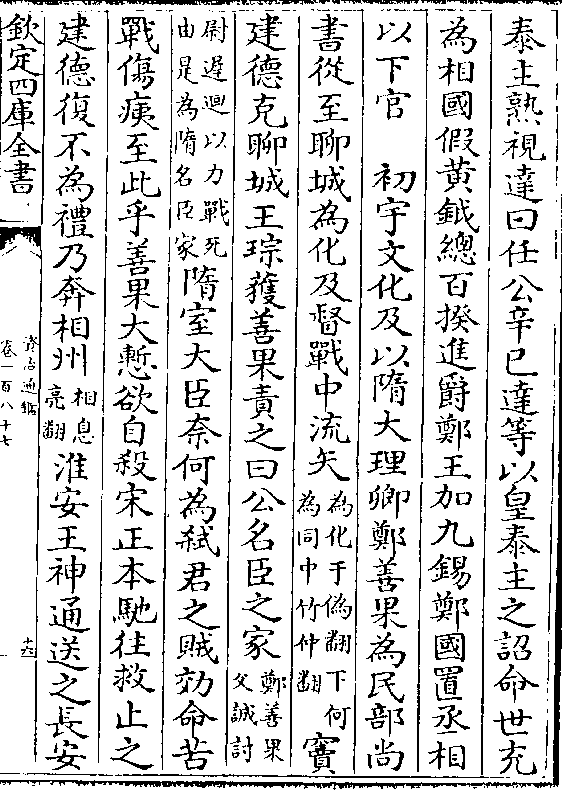 泰主熟視達曰任公辛巳達等以皇泰主之詔命世充
為相國假黄鉞總百揆進爵鄭王加九錫鄭國置丞相
以下官　初宇文化及以隋大理卿鄭善果為民部尚
書從至聊城為化及督戰中流矢為化于偽翻下何為同中竹仲翻竇
建德克聊城王琮獲善果責之曰公名臣之家鄭善果父誠討
尉遲迴以力戰死由是為隋名臣家隋室大臣奈何為弑君之賊効命苦
戰傷痍至此乎善果大慙欲自殺宋正本馳往救止之
建德復不為禮乃奔相州相息亮翻淮安王神通送之長安
欽定四庫全書
資治通鑑
卷一百八十七
十六